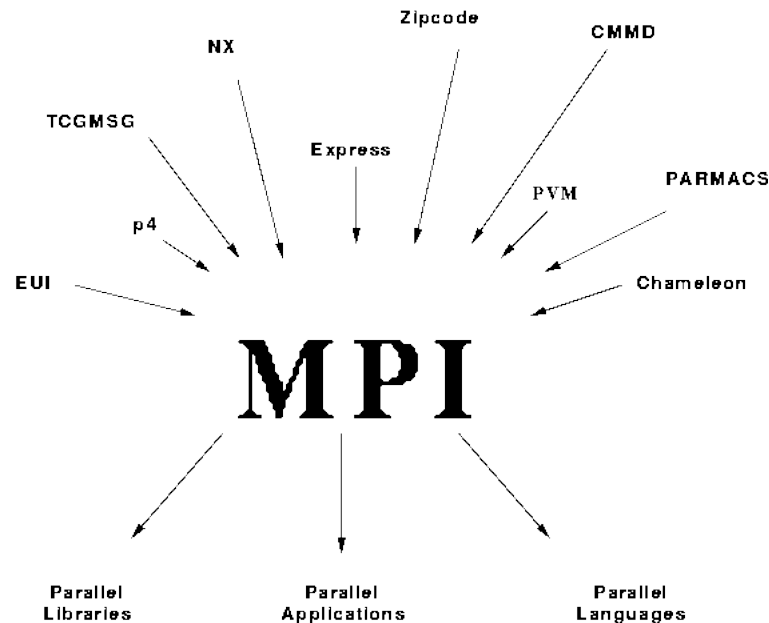 Zipcode
CMMD
NX
TCGMSG
Express
PARMACS
PVM
p4
EUI
Chameleon
MPI
Parallel
Libraries
Parallel
Applications
Parallel
Languages